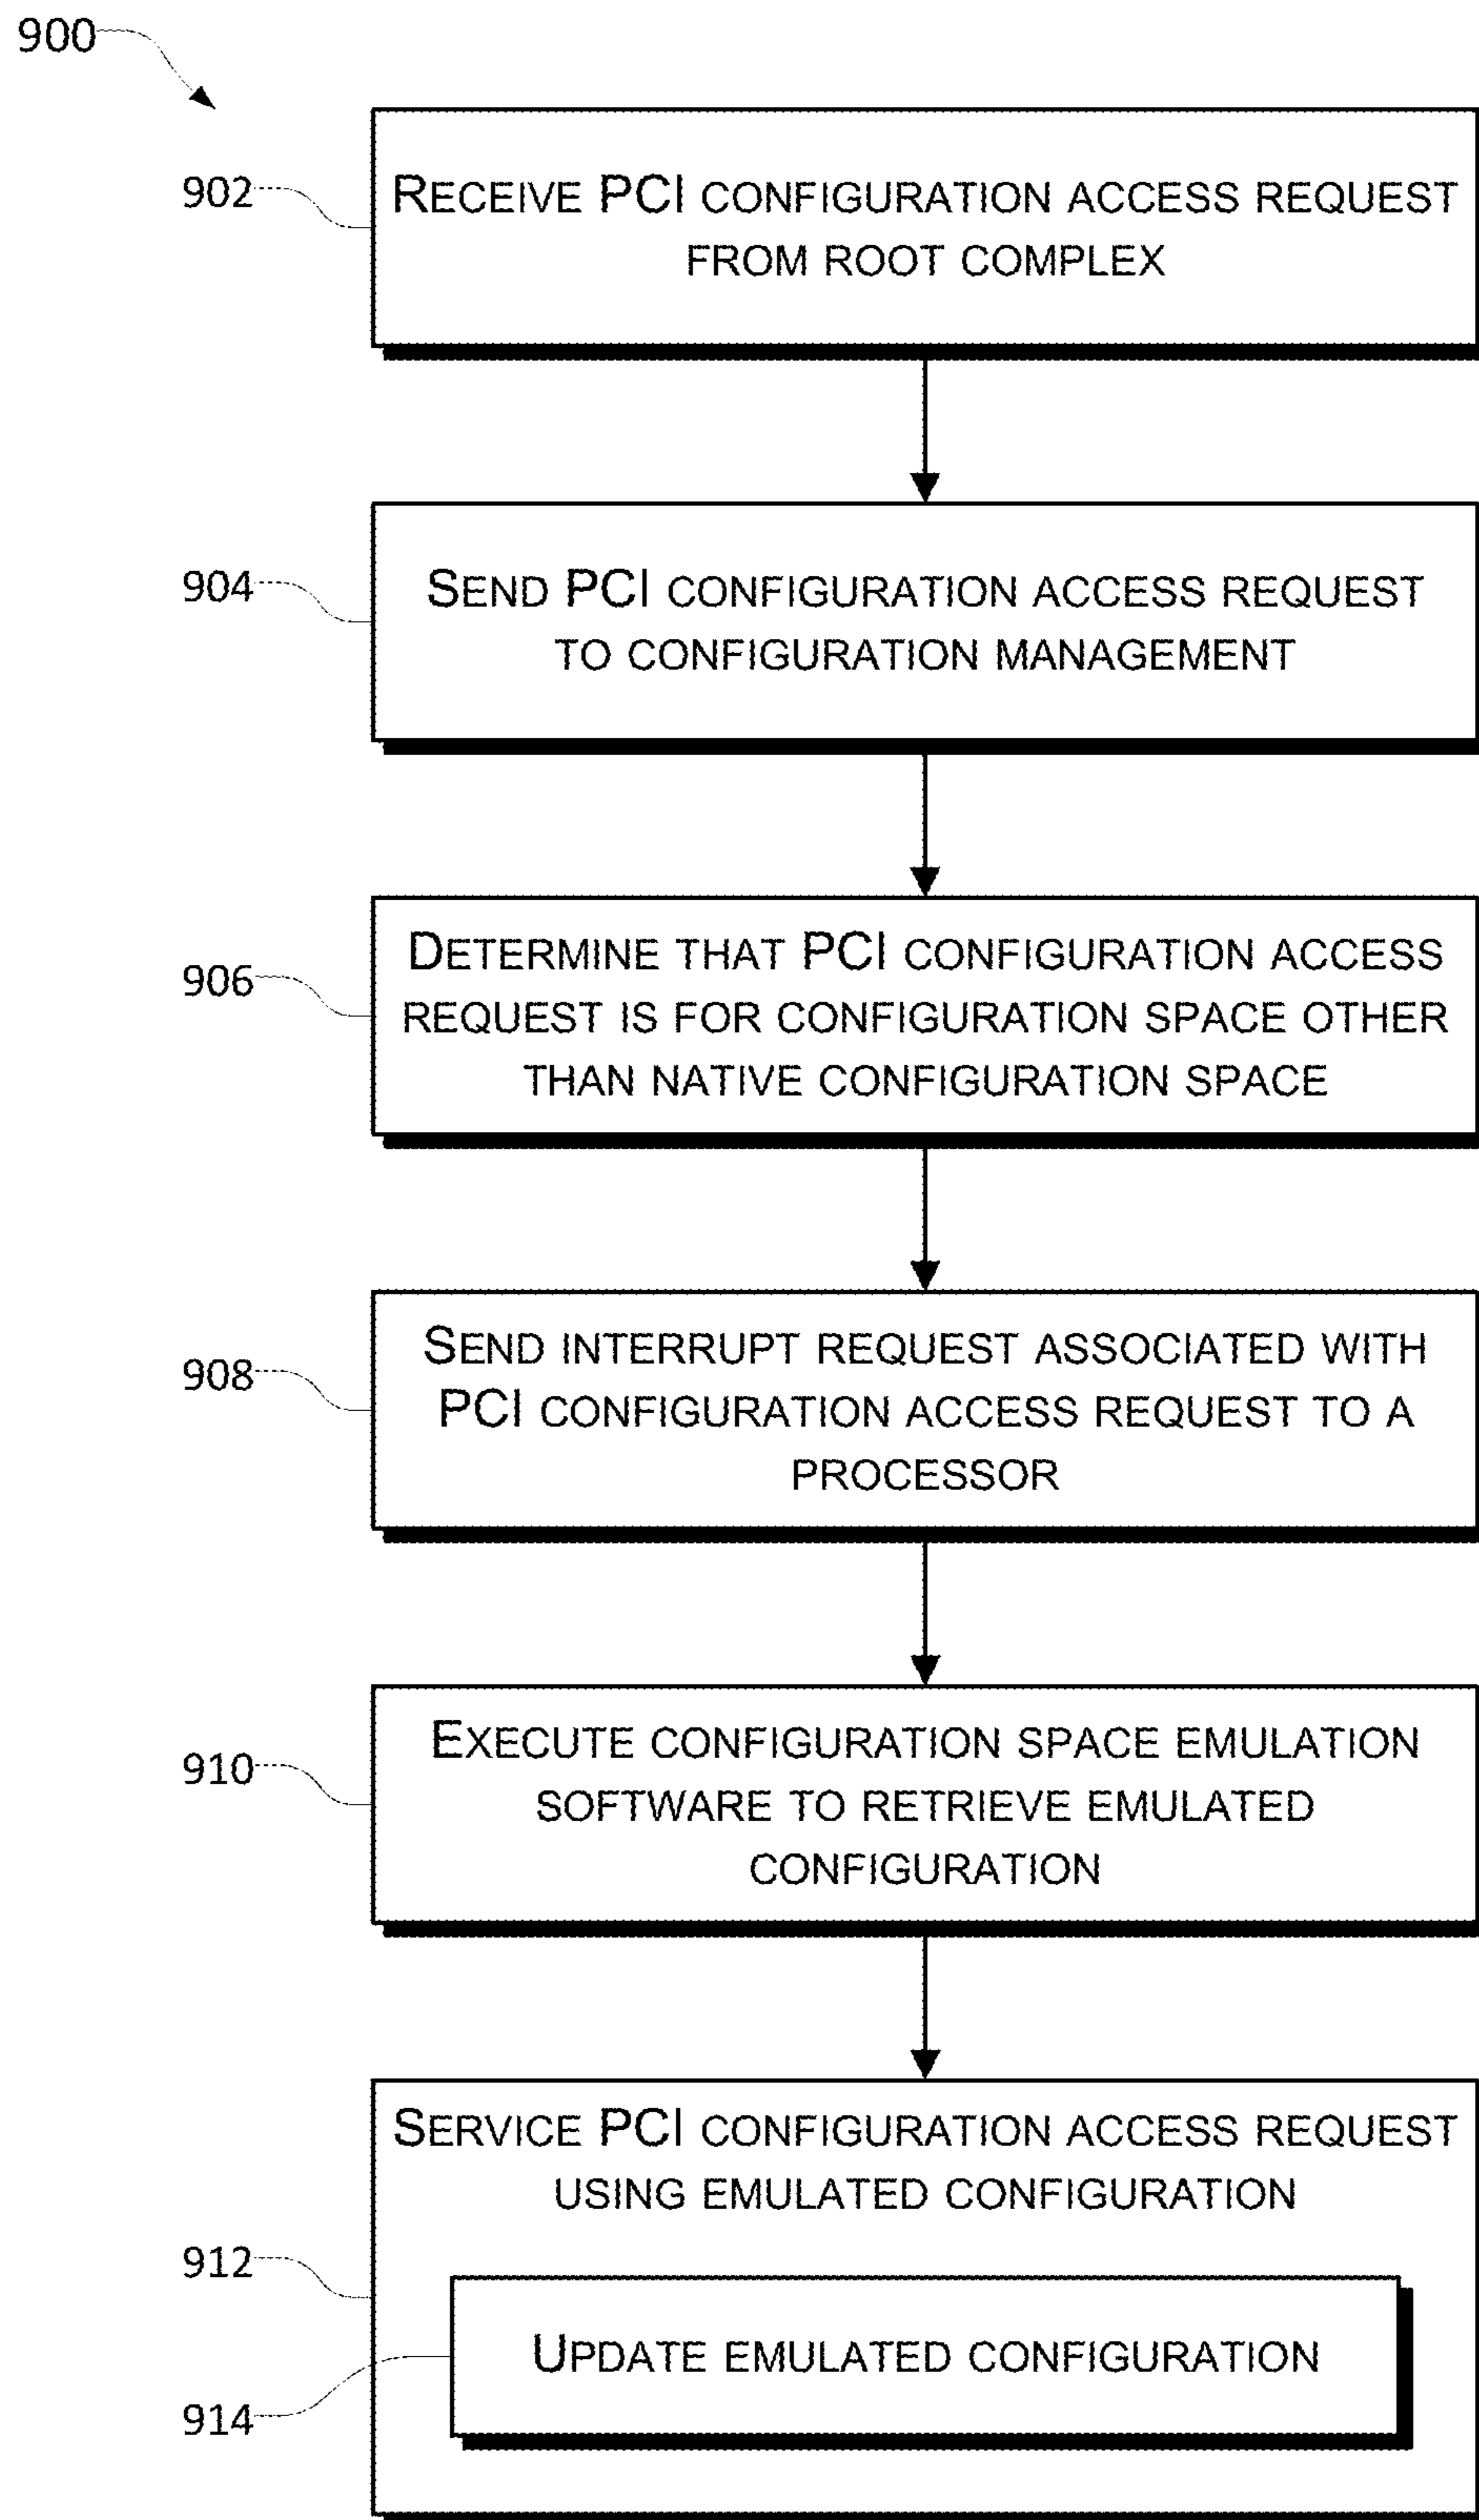 900
902
RECEIVE PCI CONFIGURATION ACCESS REQUEST
FROM ROOT COMPLEX
904
SEND PCI CONFIGURATION ACCESS REQUEST
TO CONFIGURATION MANAGEMENT
906
DETERMINE THAT PCI CONFIGURATION ACCESS
REQUEST IS FOR CONFIGURATION SPACE OTHER
THAN NATIVE CONFIGURATION SPACE
908
SEND INTERRUPT REQUEST ASSOCIATED WITH
PCI CONFIGURATION ACCESS REQUEST TO A
PROCESSOR
910
EXECUTE CONFIGURATION SPACE EMULATION
SOFTWARE TO RETRIEVE EMULATED
CONFIGURATION
912
SERVICE PCI CONFIGURATION ACCESS REQUEST
USING EMULATED CONFIGURATION
914
UPDATE EMULATED CONFIGURATION